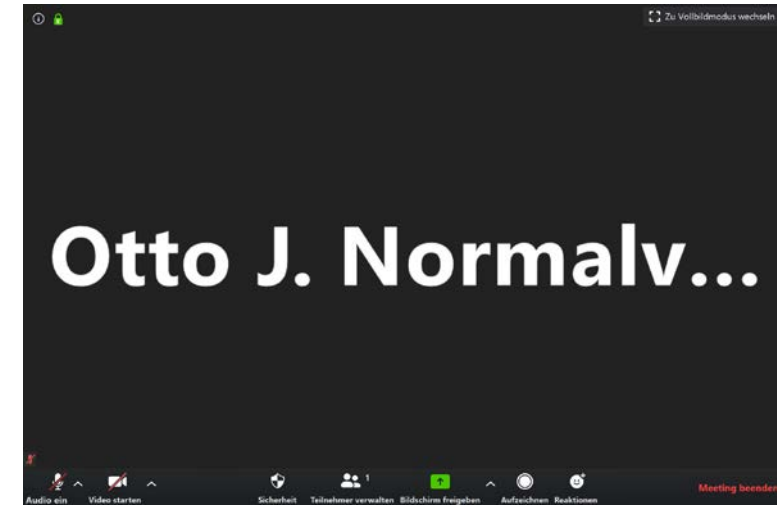 Zu Vollbildmodus wechseln
Otto J. Normalv...
1
Audio ein Video starten Sicherheit Teilnehmer verwalten Bildschirm freigeben Aufzeichnen Reaktionen Meeting beenden